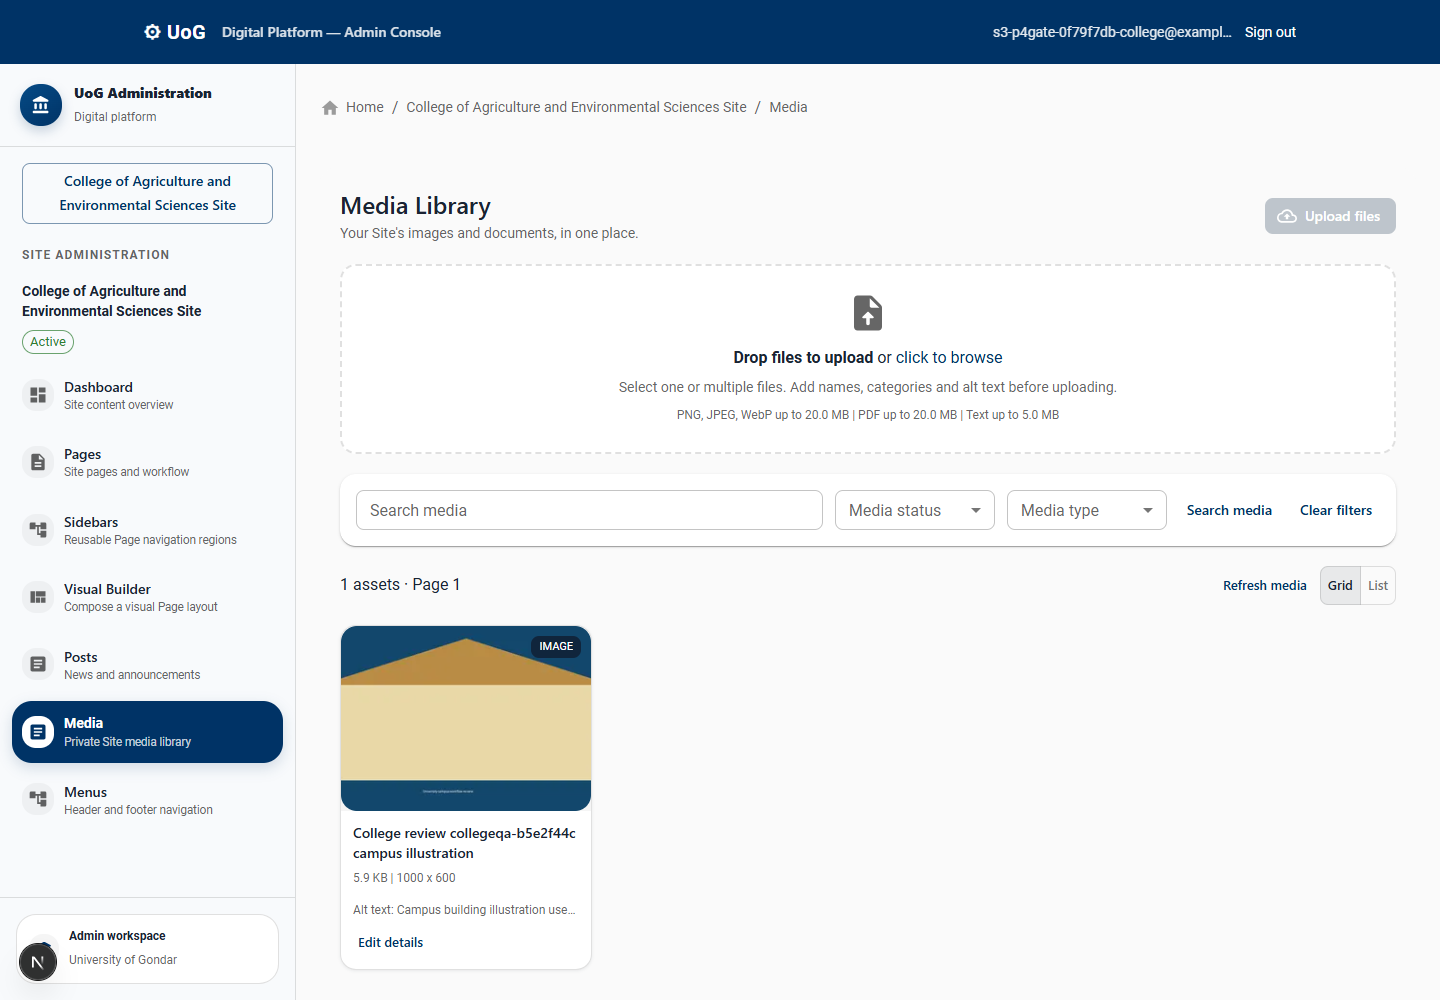 UoG
Digital Platform — Admin Console
s3-p4gate-0f79f7db-college@exampl...
Sign out
UoG Administration
Digital platform
College of Agriculture and
Environmental Sciences Site
SITE ADMINISTRATION
College of Agriculture and
Environmental Sciences Site
Active
Dashboard
Site content overview
Pages
Site pages and workflow
Sidebars
Reusable Page navigation regions
Visual Builder
Compose a visual Page layout
Posts
News and announcements
Media
Private Site media library
Menus
Header and footer navigation
Admin workspace
University of Gondar
N
Home / College of Agriculture and Environmental Sciences Site / Media
Media Library
Your Site's images and documents, in one place.
Upload files
Drop files to upload or click to browse
Select one or multiple files. Add names, categories and alt text before uploading.
PNG, JPEG, WebP up to 20.0 MB | PDF up to 20.0 MB | Text up to 5.0 MB
Search media
Media status
Media type
Search media
Clear filters
1 assets · Page 1
Refresh media
Grid
List
IMAGE
College review collegeqa-b5e2f44c
campus illustration
5.9 KB | 1000 x 600
Alt text: Campus building illustration use...
Edit details